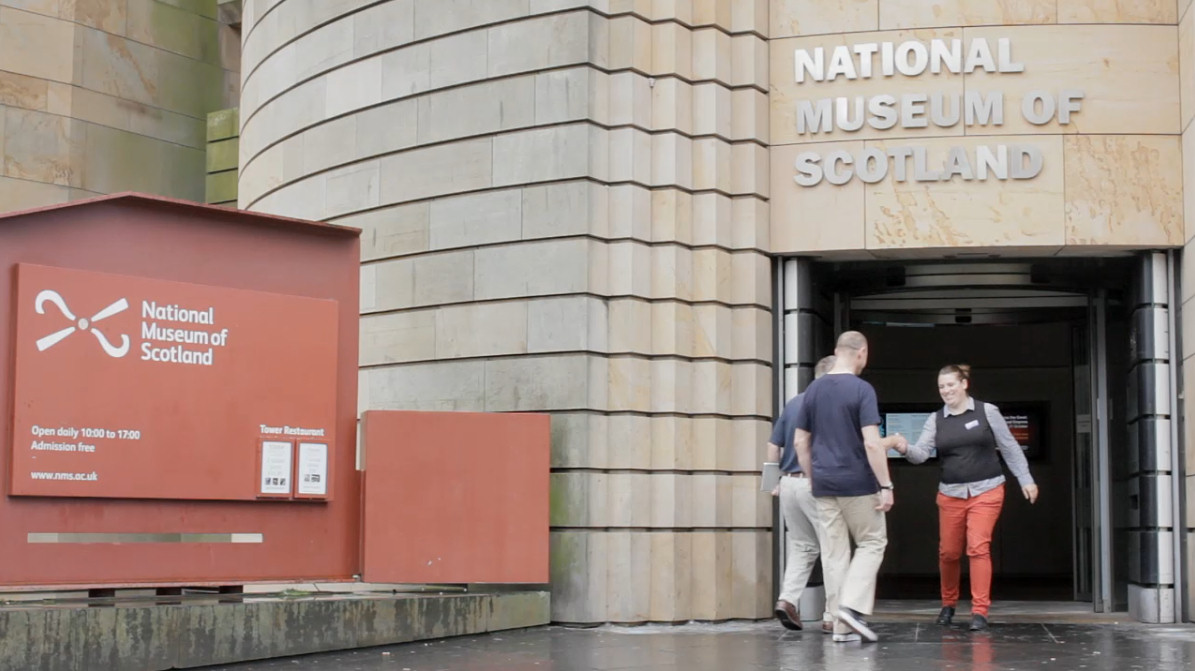 NATIONAL
MUSEUM OF
SCOTLAND
National
Museum of
Scotland
Open daily 10:00 to 17:00
Admission free
www.nms.ac.uk
Tower Restaurant